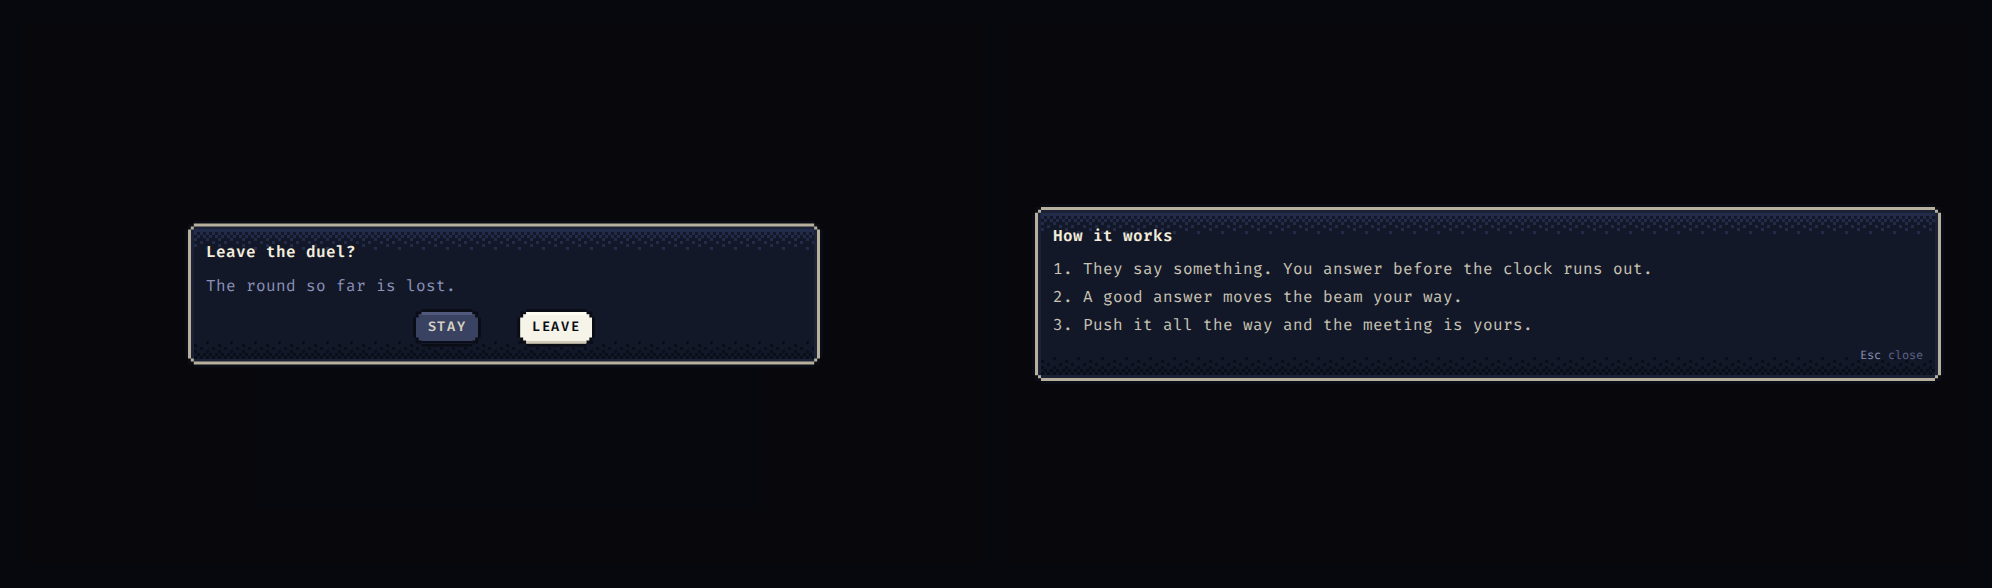 Leave the duel?
The round so far is lost.
STAY LEAVE
How it works
1. They say something. You answer before the clock runs out.
2. A good answer moves the beam your way.
3. Push it all the way and the meeting is yours.
Esc close